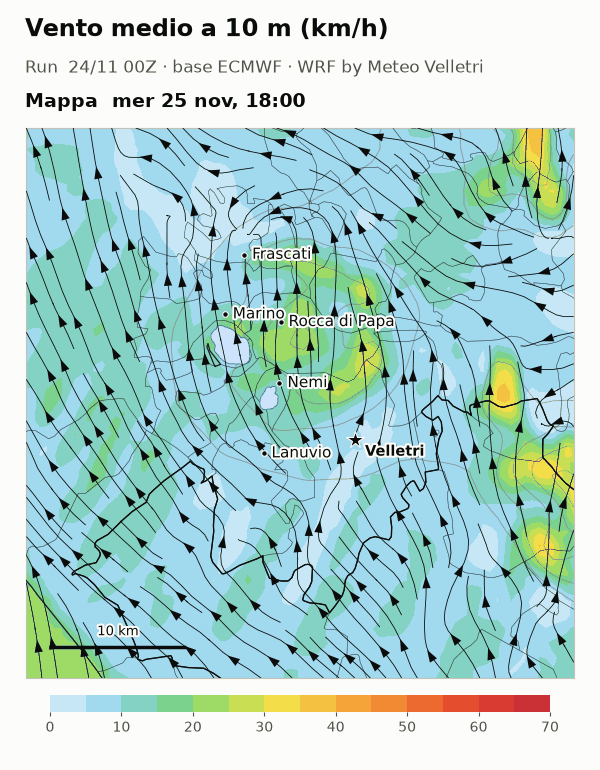 Vento medio a 10 m (km/h)
Run 24/11 00Z · base ECMWF · WRF by Meteo Velletri
Mappa mer 25 nov, 18:00
Frascati
Marino
Rocca di Papa
Nemi
Lanuvio
Velletri
10 km
0 10 20 30 40 50 60 70